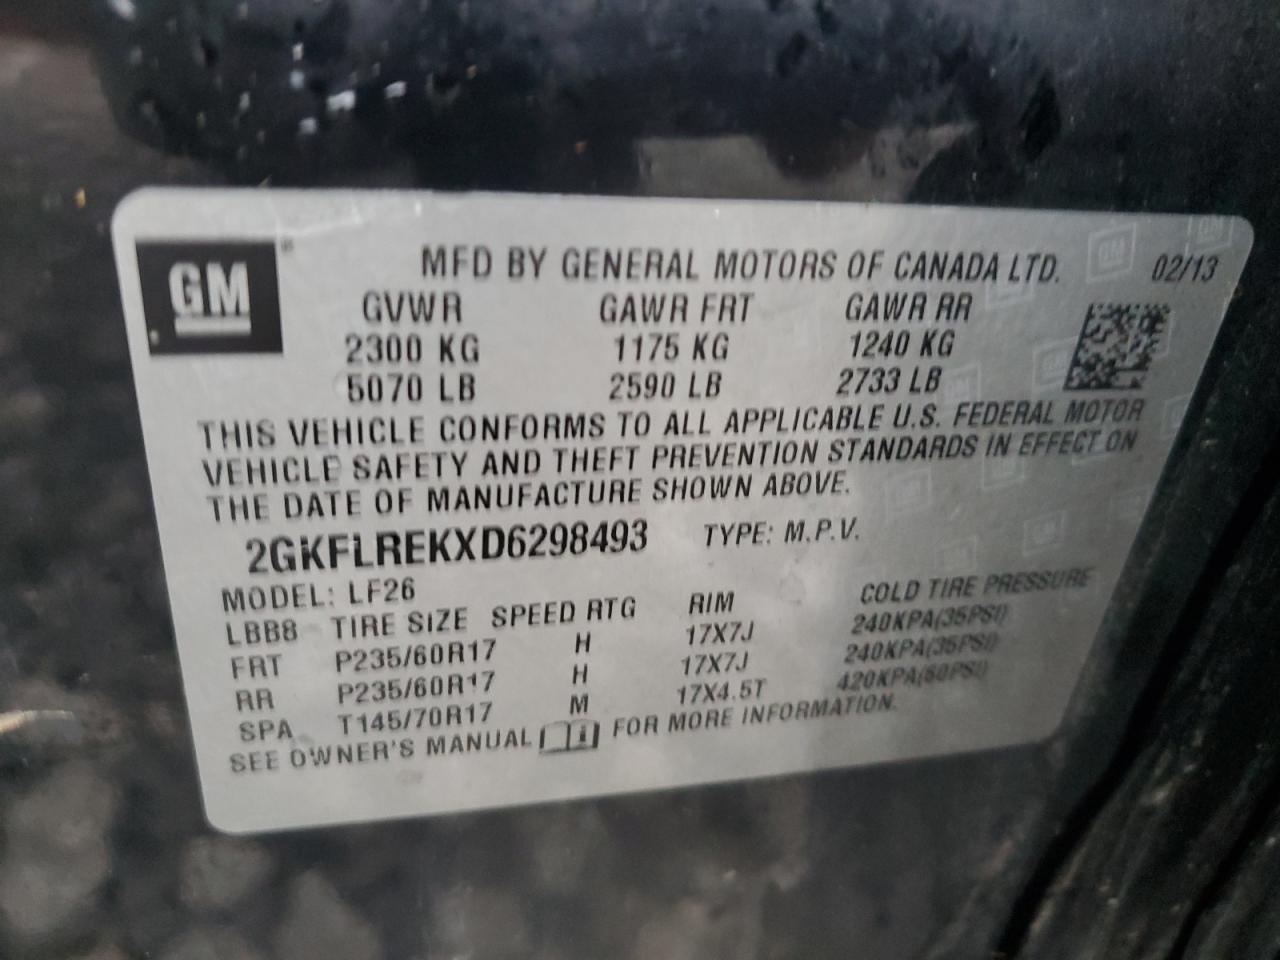 GM ®
MFD BY GENERAL MOTORS OF CANADA LTD. 02/13
GVWR GAWR FRT GAWR RR
2300 KG 1175 KG 1240 KG
5070 LB 2590 LB 2733 LB
THIS VEHICLE CONFORMS TO ALL APPLICABLE U.S. FEDERAL MOTOR
VEHICLE SAFETY AND THEFT PREVENTION STANDARDS IN EFFECT ON
THE DATE OF MANUFACTURE SHOWN ABOVE.
2GKFLREKXD6298493 TYPE: M.P.V.
MODEL: LF26
LBB8 TIRE SIZE SPEED RTG RIM COLD TIRE PRESSURE
FRT P235/60R17 H 17X7J 240KPA(35PSI)
RR P235/60R17 H 17X7J 240KPA(35PSI)
SPA T145/70R17 M 17X4.5T 420KPA(60PSI)
SEE OWNER'S MANUAL FOR MORE INFORMATION.